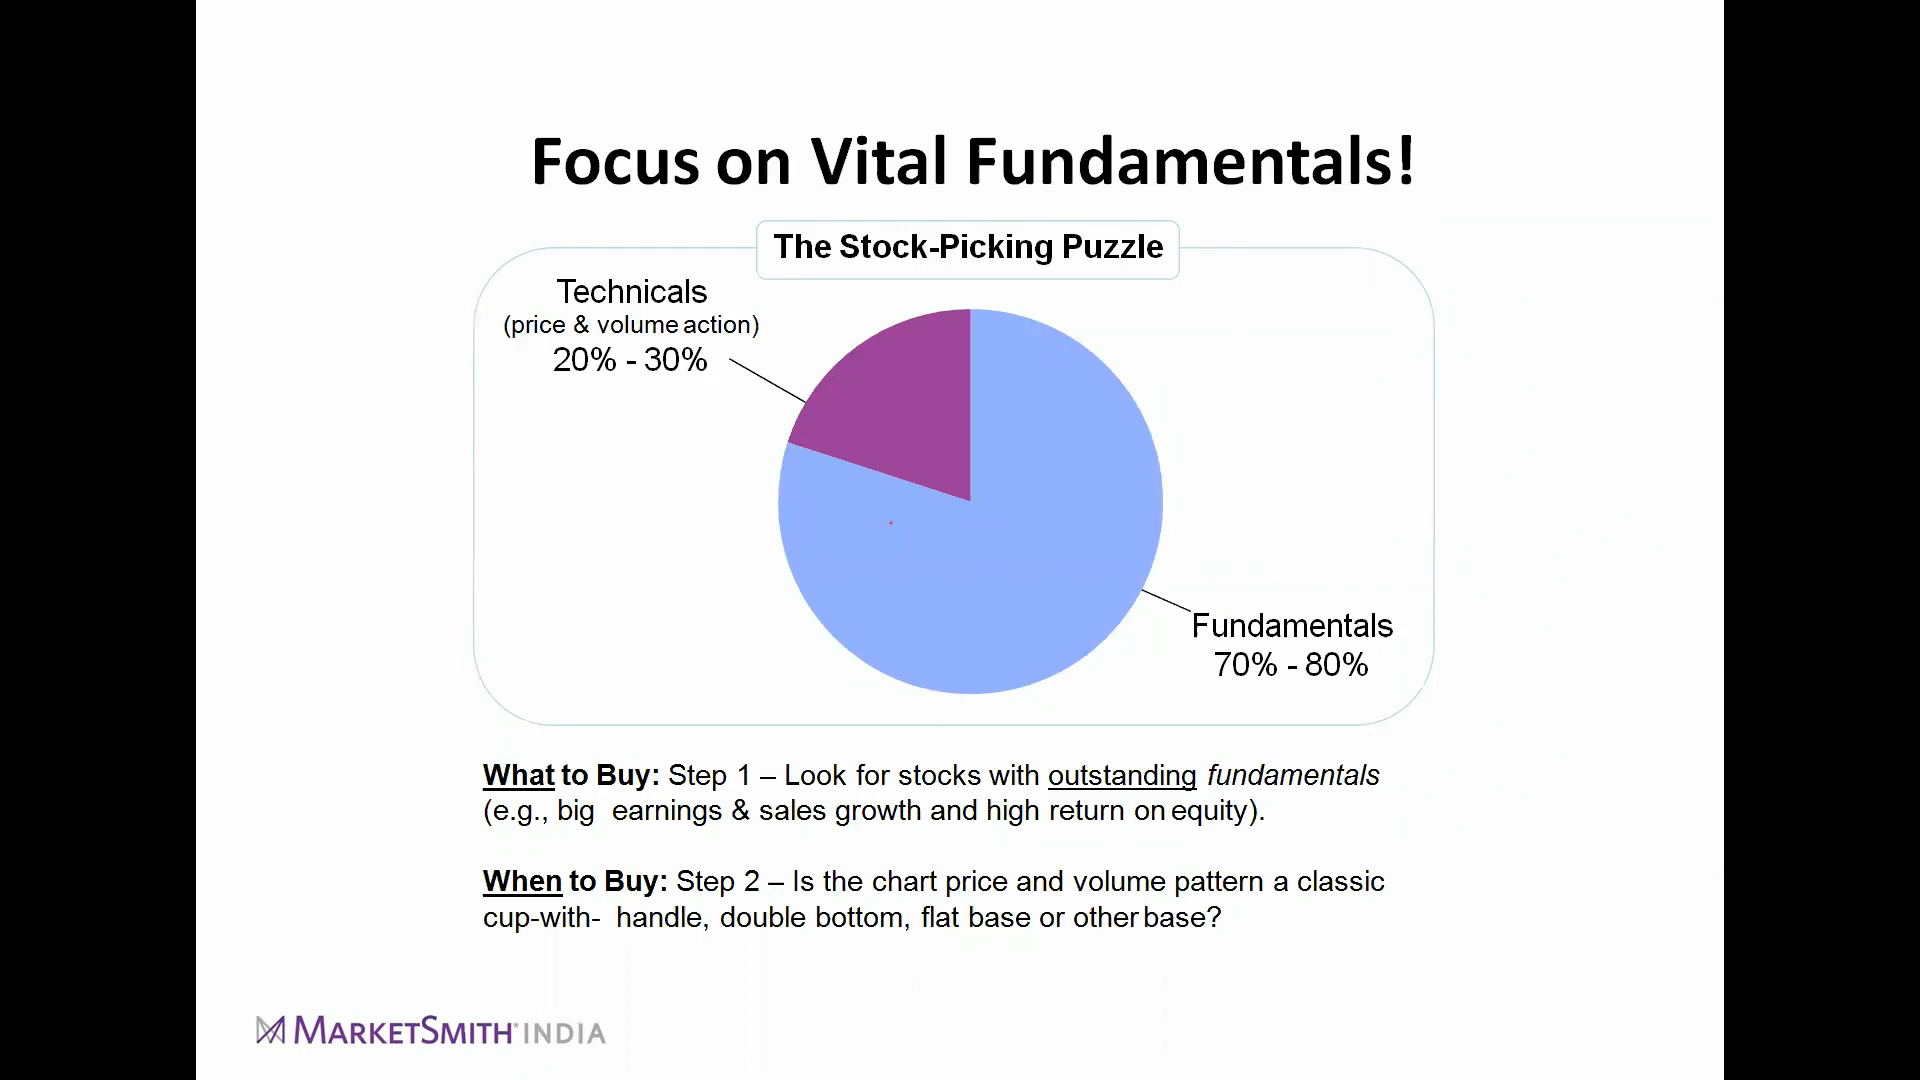 Focus on Vital Fundamentals!
The Stock-Picking Puzzle
Technicals
(price & volume action)
20% - 30%
Fundamentals
70% - 80%
What to Buy: Step 1 – Look for stocks with outstanding fundamentals
(e.g., big earnings & sales growth and high return on equity).
When to Buy: Step 2 – Is the chart price and volume pattern a classic
cup-with- handle, double bottom, flat base or other base?
MARKETSMITH® INDIA